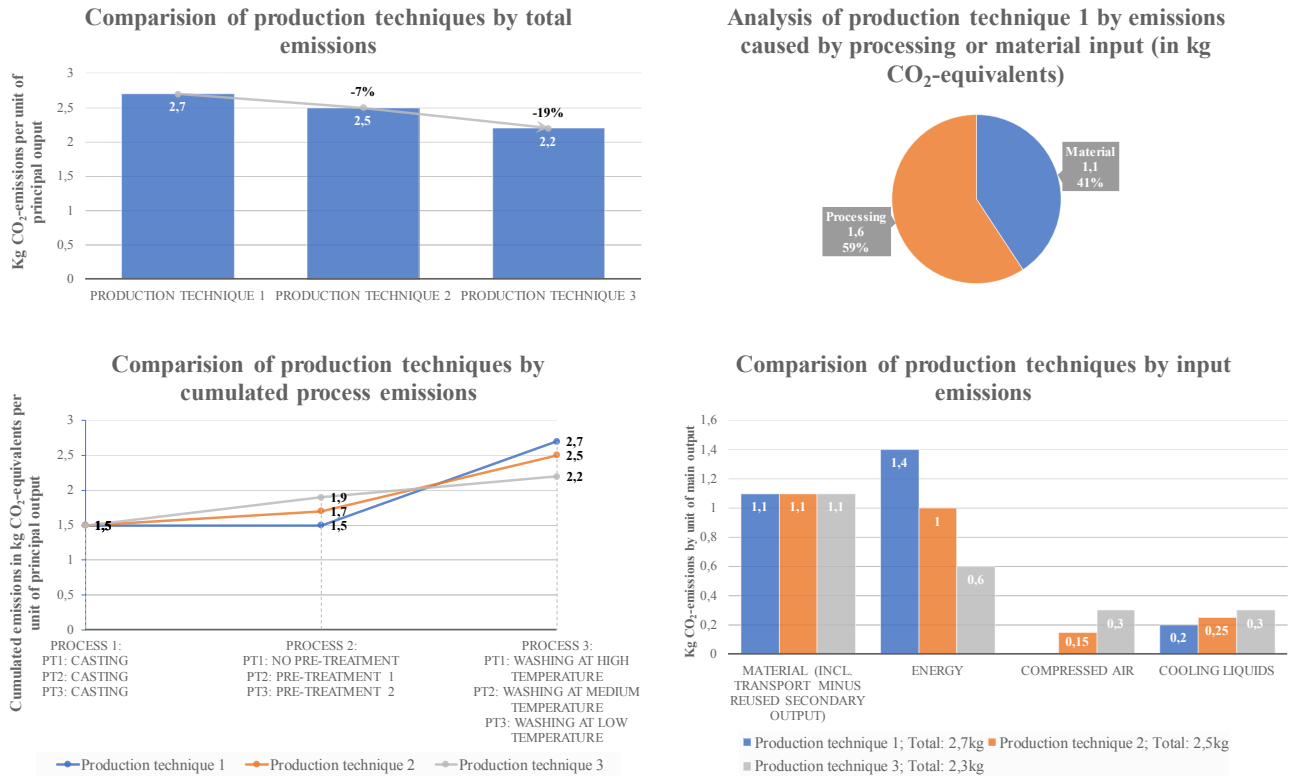 Comparision of production techniques by total
emissions
Kg CO₂-emissions per unit of
principal ouput
3
2,5
2
1,5
1
0,5
0
2,7
-7%
2,5
-19%
2,2
PRODUCTION TECHNIQUE 1
PRODUCTION TECHNIQUE 2
PRODUCTION TECHNIQUE 3
Analysis of production technique 1 by emissions
caused by processing or material input (in kg
CO₂-equivalents)
Material
1,1
41%
Processing
1,6
59%
Comparision of production techniques by
cumulated process emissions
Cumulated emissions in kg CO₂-equivalents per
unit of principal output
3
2,5
2
1,5
1
0,5
0
1,5
1,9
1,7
1,5
2,7
2,5
2,2
PROCESS 1:
PT1: CASTING
PT2: CASTING
PT3: CASTING
PROCESS 2:
PT1: NO PRE-TREATMENT
PT2: PRE-TREATMENT 1
PT3: PRE-TREATMENT 2
PROCESS 3:
PT1: WASHING AT HIGH
TEMPERATURE
PT2: WASHING AT MEDIUM
TEMPERATURE
PT3: WASHING AT LOW
TEMPERATURE
Production technique 1
Production technique 2
Production technique 3
Comparision of production techniques by input
emissions
Kg CO₂-emissions by unit of main output
1,6
1,4
1,2
1
0,8
0,6
0,4
0,2
0
1,1
1,1
1,1
1,4
1
0,6
0,15
0,3
0,2
0,25
0,3
MATERIAL (INCL.
TRANSPORT MINUS
REUSED SECONDARY
OUTPUT)
ENERGY
COMPRESSED AIR
COOLING LIQUIDS
Production technique 1; Total: 2,7kg
Production technique 2; Total: 2,5kg
Production technique 3; Total: 2,3kg